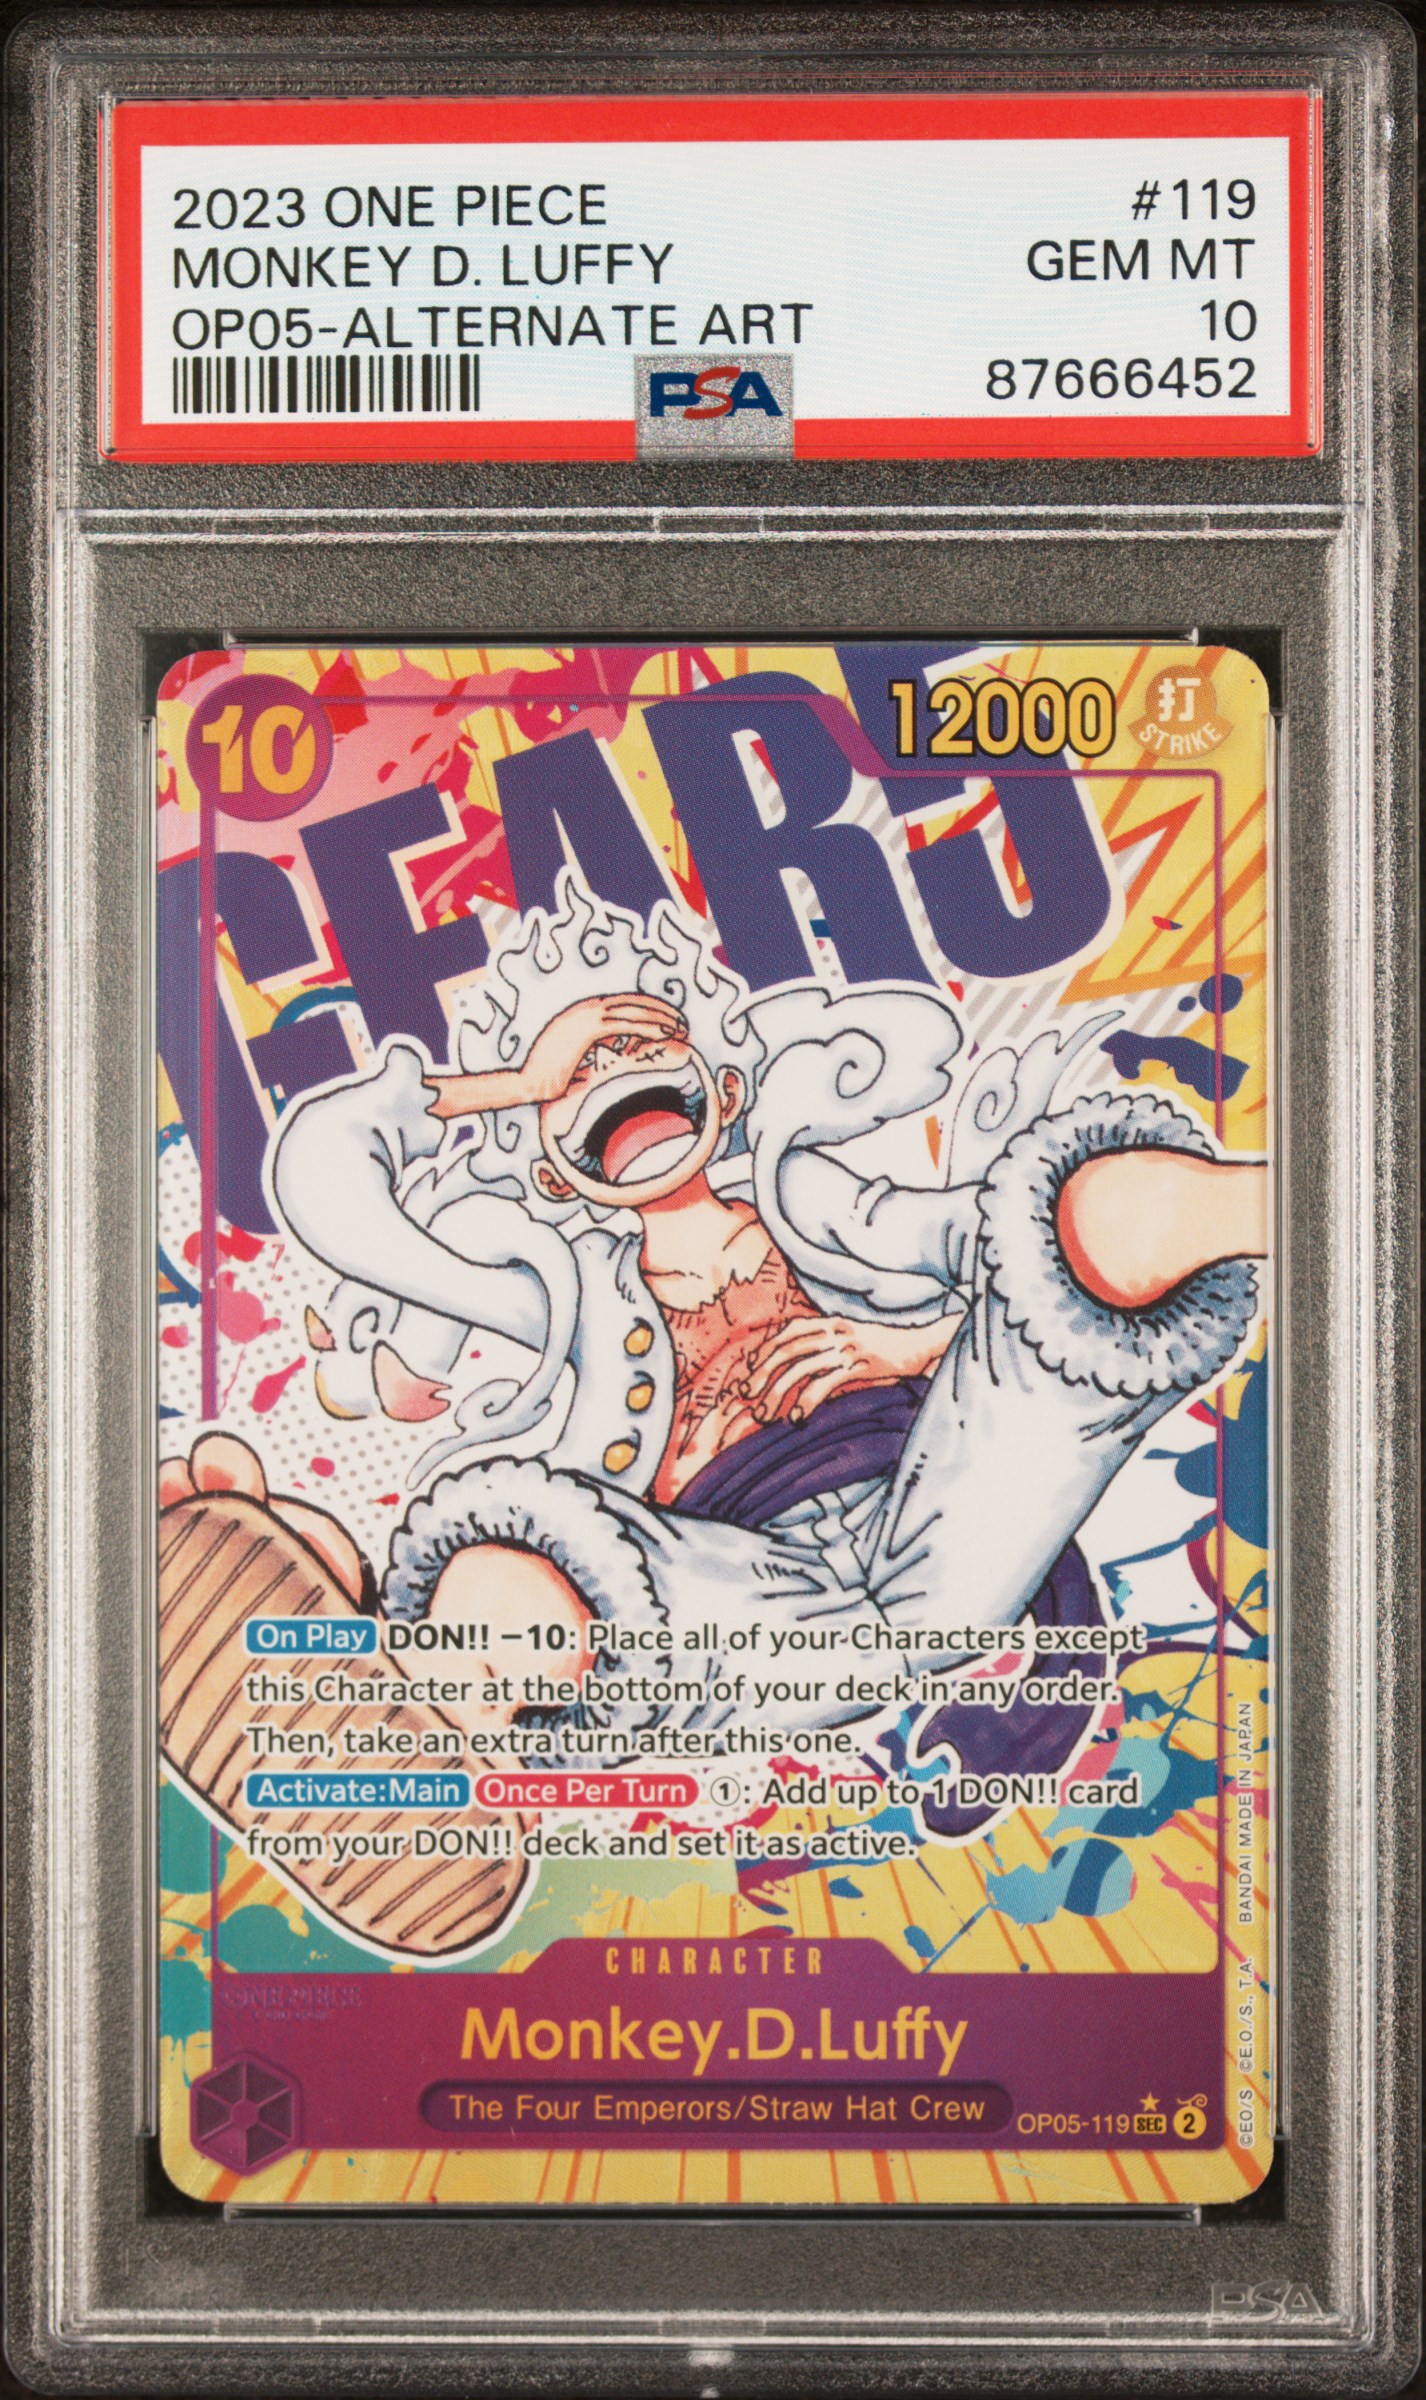 2023 ONE PIECE #119
MONKEY D. LUFFY GEM MT
OP05-ALTERNATE ART 10
PSA 87666452
10 12000 打
STRIKE
GEAR5
On Play DON!! −10: Place all of your Characters except
this Character at the bottom of your deck in any order.
Then, take an extra turn after this one.
Activate:Main Once Per Turn ①: Add up to 1 DON!! card
from your DON!! deck and set it as active.
CHARACTER
ONE PIECE
CARD GAME
Monkey.D.Luffy
The Four Emperors/Straw Hat Crew
OP05-119 SEC 2
©EO/S ©E.O./S., T.A. BANDAI MADE IN JAPAN
PSA